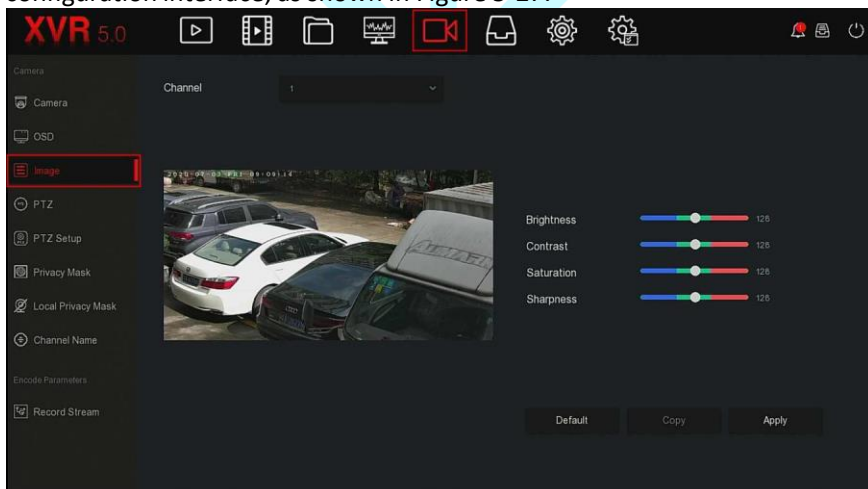 configuration interface, as shown in Figure
XVR 5.0
Camera
Channel 1
Camera
OSD
Image
PTZ
PTZ Setup
Privacy Mask
Local Privacy Mask
Channel Name
Encode Parameters
Record Stream
Brightness 128
Contrast 128
Saturation 128
Sharpness 128
Default Copy Apply